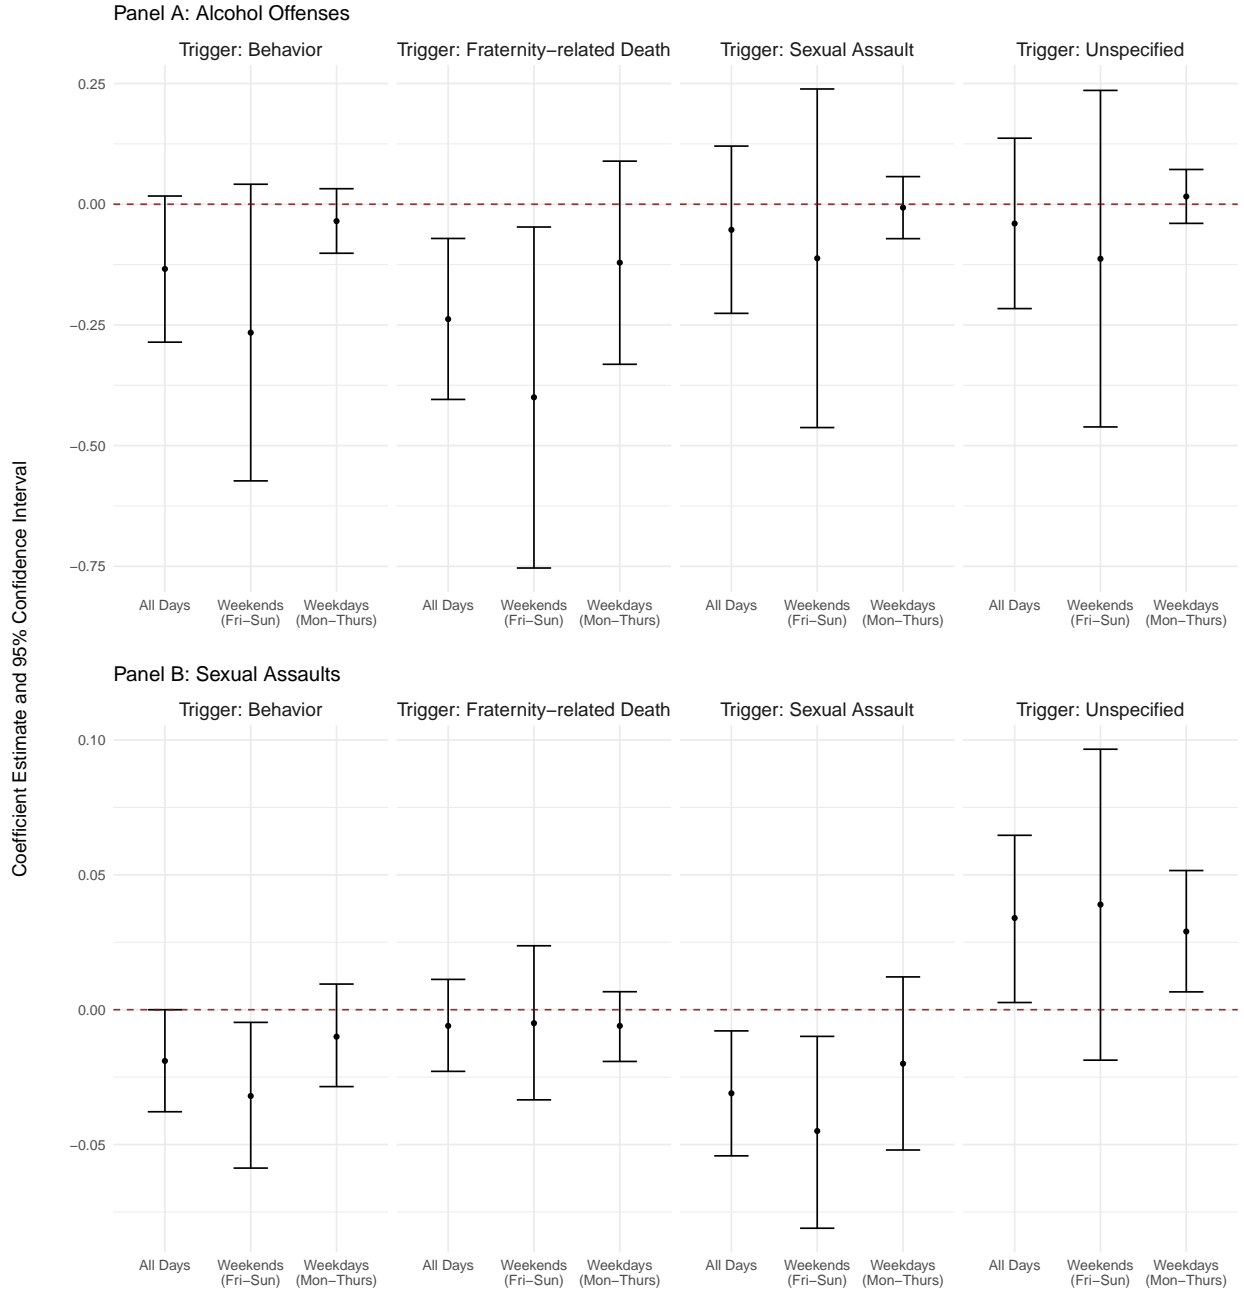 Panel A: Alcohol Offenses
Trigger: Behavior
Trigger: Fraternity−related Death
Trigger: Sexual Assault
Trigger: Unspecified
0.25
0.00
−0.25
−0.50
−0.75
All Days
Weekends
(Fri−Sun)
Weekdays
(Mon−Thurs)
All Days
Weekends
(Fri−Sun)
Weekdays
(Mon−Thurs)
All Days
Weekends
(Fri−Sun)
Weekdays
(Mon−Thurs)
All Days
Weekends
(Fri−Sun)
Weekdays
(Mon−Thurs)
Coefficient Estimate and 95% Confidence Interval
Panel B: Sexual Assaults
Trigger: Behavior
Trigger: Fraternity−related Death
Trigger: Sexual Assault
Trigger: Unspecified
0.10
0.05
0.00
−0.05
All Days
Weekends
(Fri−Sun)
Weekdays
(Mon−Thurs)
All Days
Weekends
(Fri−Sun)
Weekdays
(Mon−Thurs)
All Days
Weekends
(Fri−Sun)
Weekdays
(Mon−Thurs)
All Days
Weekends
(Fri−Sun)
Weekdays
(Mon−Thurs)